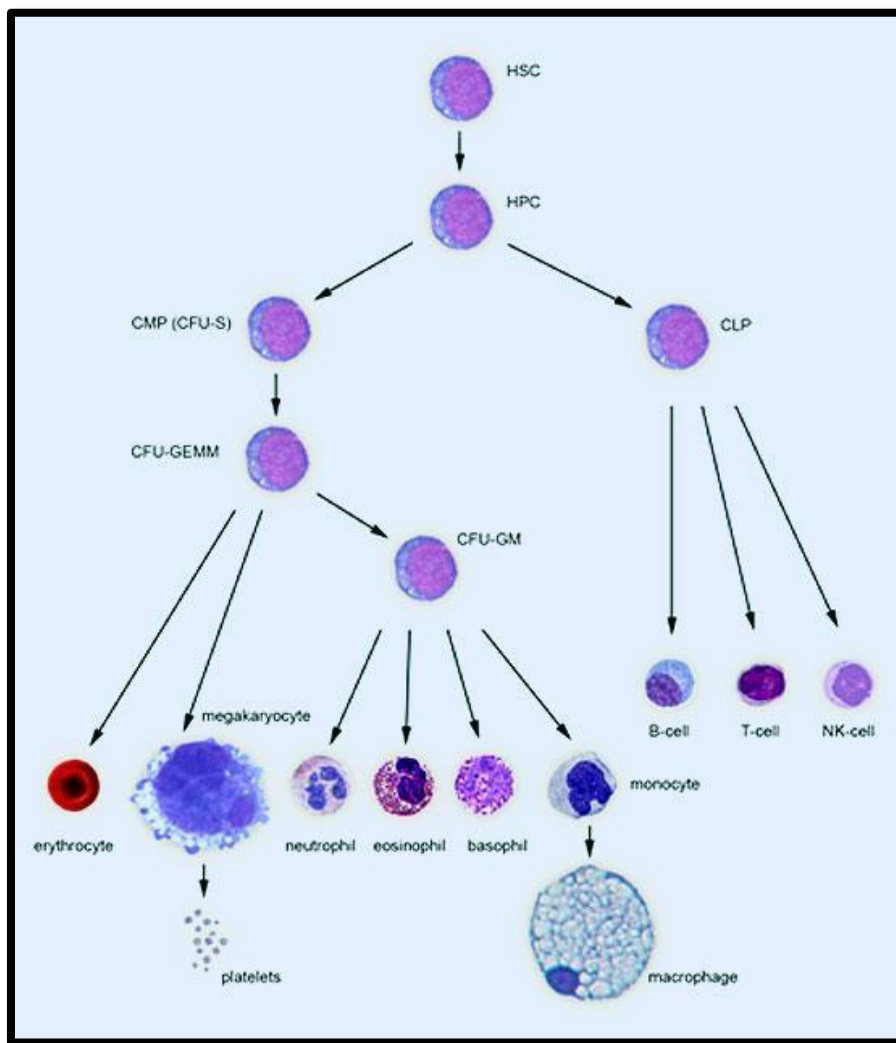 HSC
HPC
CMP (CFU-S)
CLP
CFU-GEMM
CFU-GM
megakaryocyte
B-cell
T-cell
NK-cell
monocyte
erythrocyte
neutrophil
eosinophil
basophil
platelets
macrophage